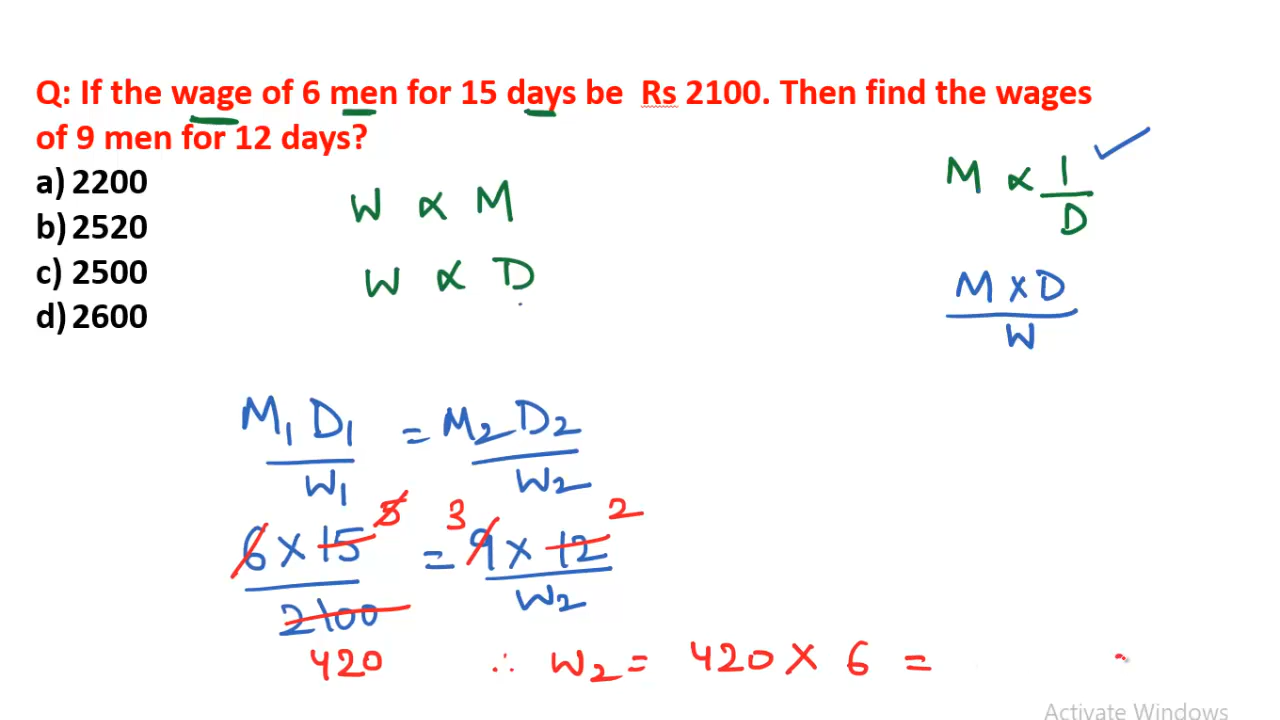 Q: If the wage of 6 men for 15 days be Rs 2100. Then find the wages
of 9 men for 12 days?
a) 2200
b) 2520
c) 2500
d) 2600
W ∝ M
W ∝ D
M ∝ 1/D
M × D / W
M₁ D₁ / W₁ = M₂ D₂ / W₂
5 3 2
6 × 15 / 2100 = 9 × 12 / W₂
420
∴ W₂ = 420 × 6 =
Activate Windows